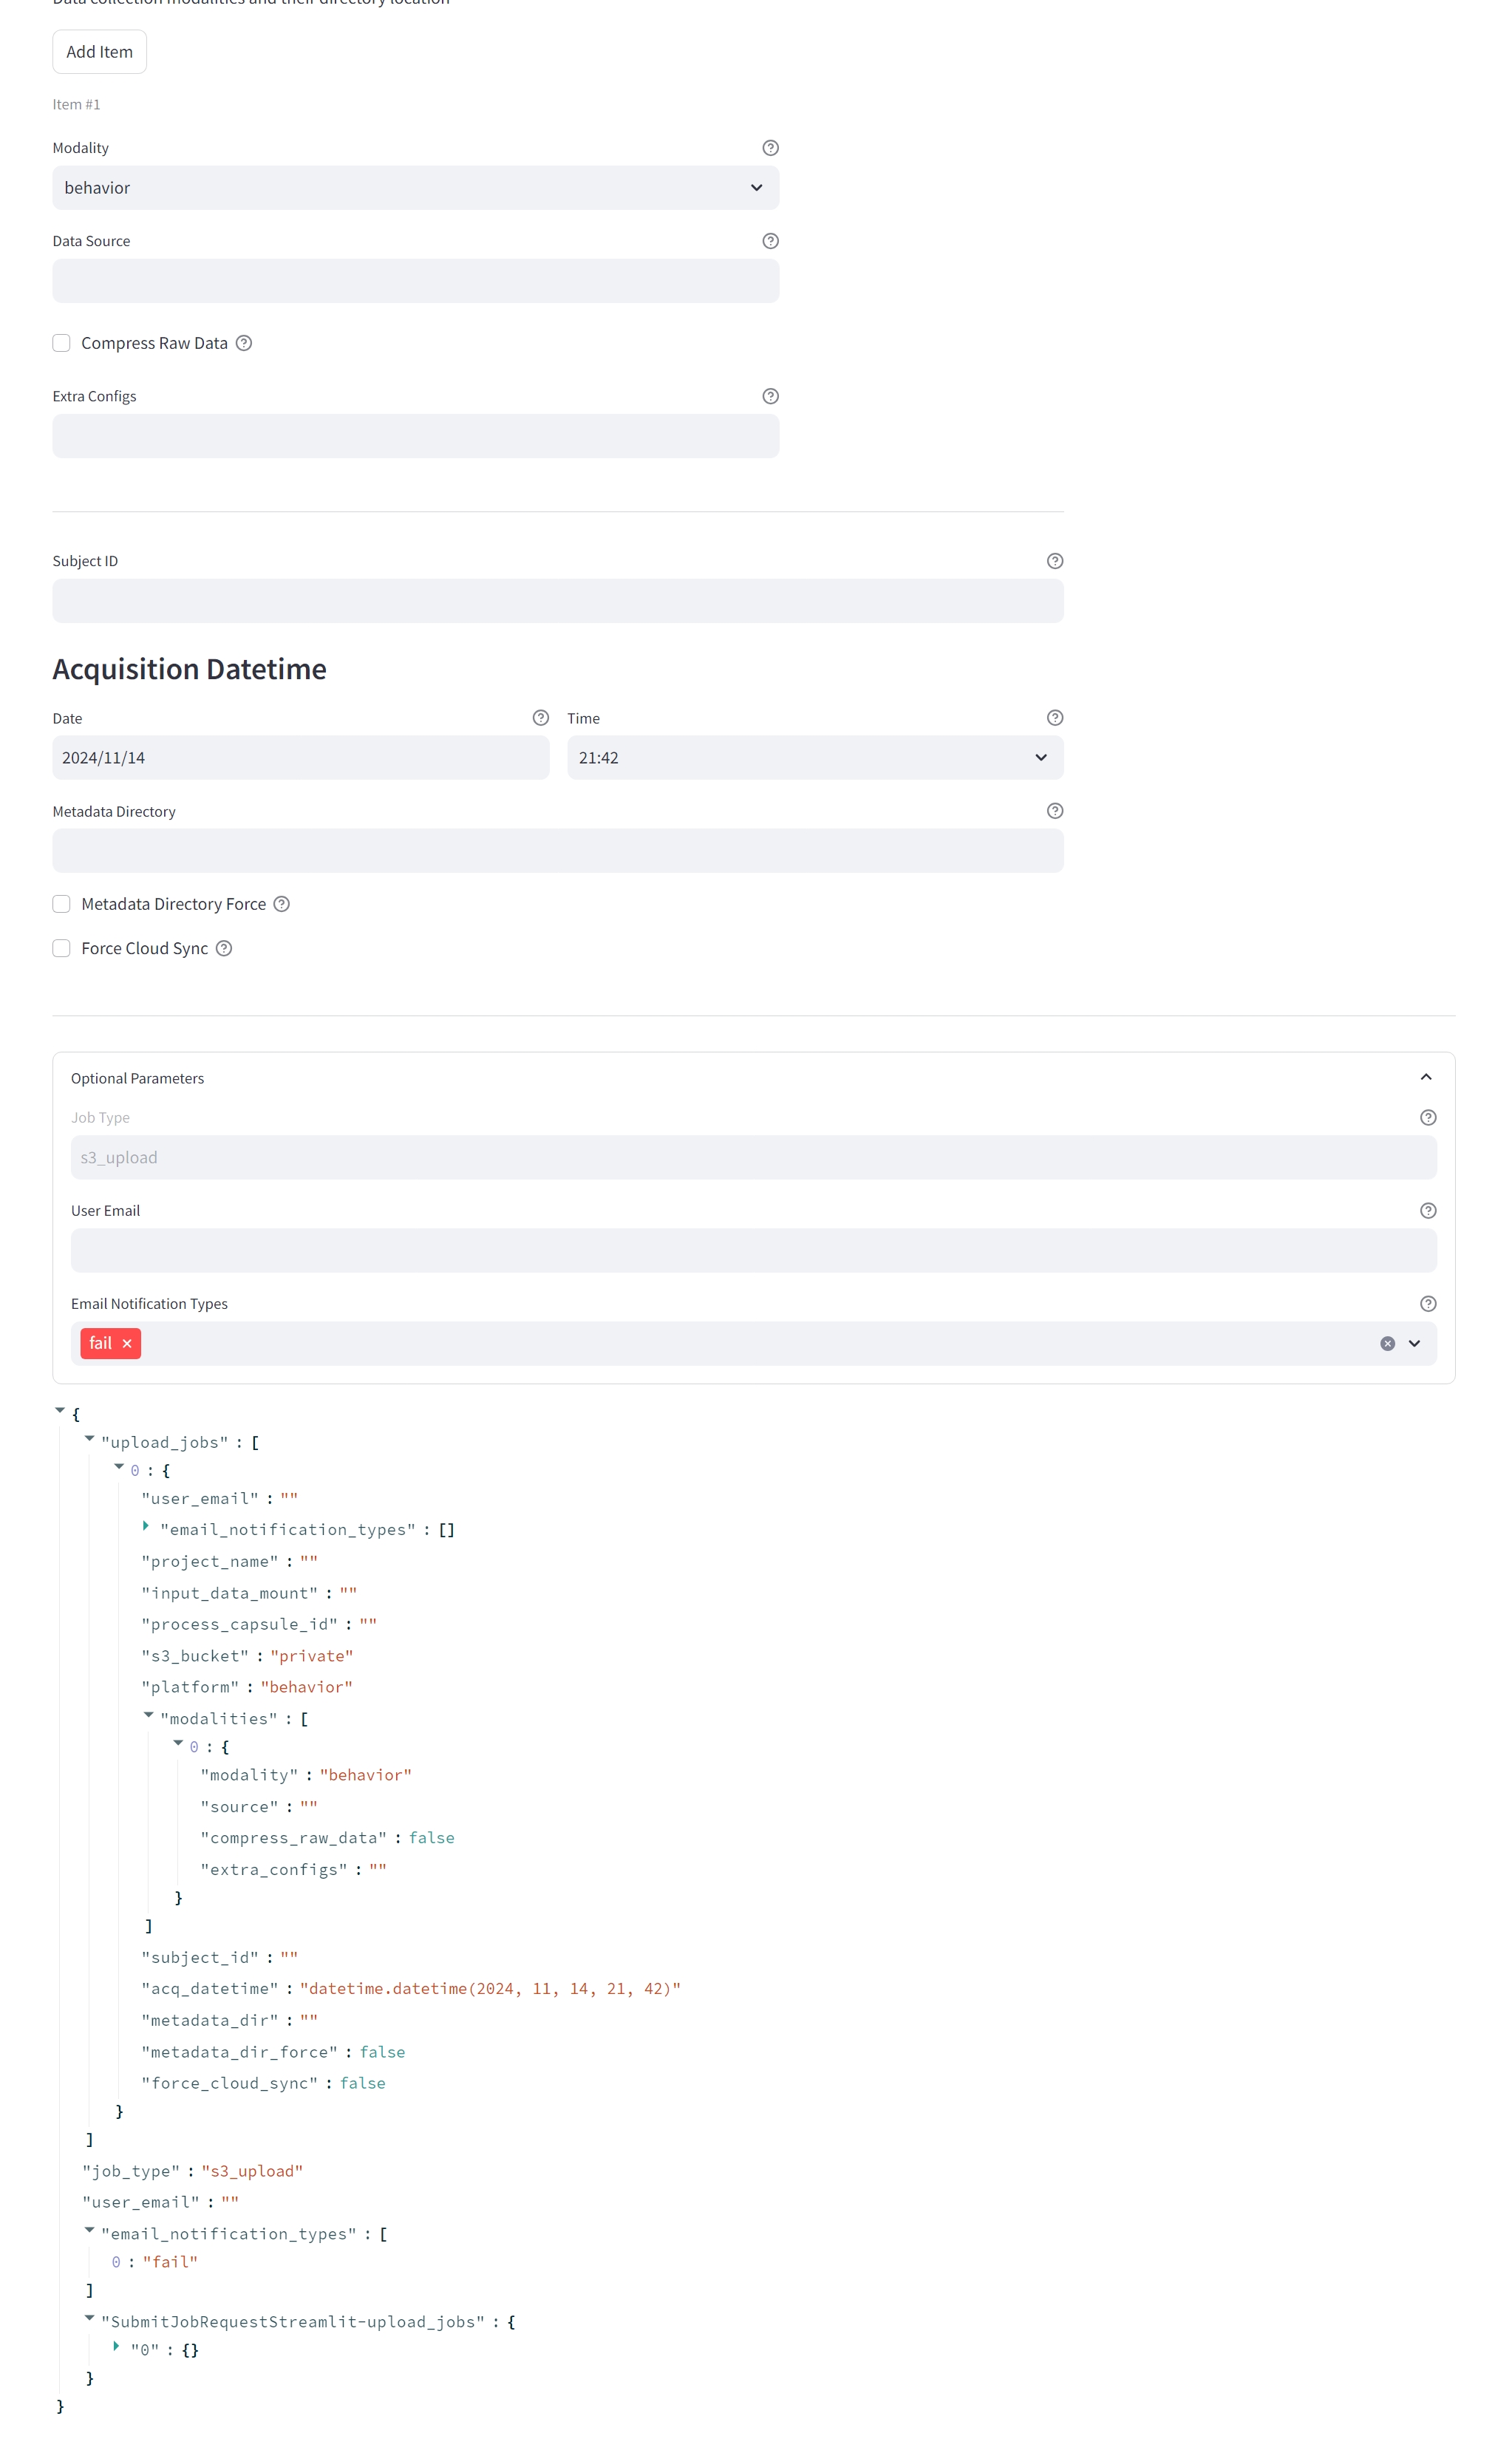 Data collection modalities and their directory location
Add Item
Item #1
Modality
behavior
Data Source
Compress Raw Data
Extra Configs
Subject ID
Acquisition Datetime
Date Time
2024/11/14 21:42
Metadata Directory
Metadata Directory Force
Force Cloud Sync
Optional Parameters
Job Type
s3_upload
User Email
Email Notification Types
fail ×
{
"upload_jobs" : [
0 : {
"user_email" : ""
"email_notification_types" : []
"project_name" : ""
"input_data_mount" : ""
"process_capsule_id" : ""
"s3_bucket" : "private"
"platform" : "behavior"
"modalities" : [
0 : {
"modality" : "behavior"
"source" : ""
"compress_raw_data" : false
"extra_configs" : ""
}
]
"subject_id" : ""
"acq_datetime" : "datetime.datetime(2024, 11, 14, 21, 42)"
"metadata_dir" : ""
"metadata_dir_force" : false
"force_cloud_sync" : false
}
]
"job_type" : "s3_upload"
"user_email" : ""
"email_notification_types" : [
0 : "fail"
]
"SubmitJobRequestStreamlit-upload_jobs" : {
"0" : {}
}
}